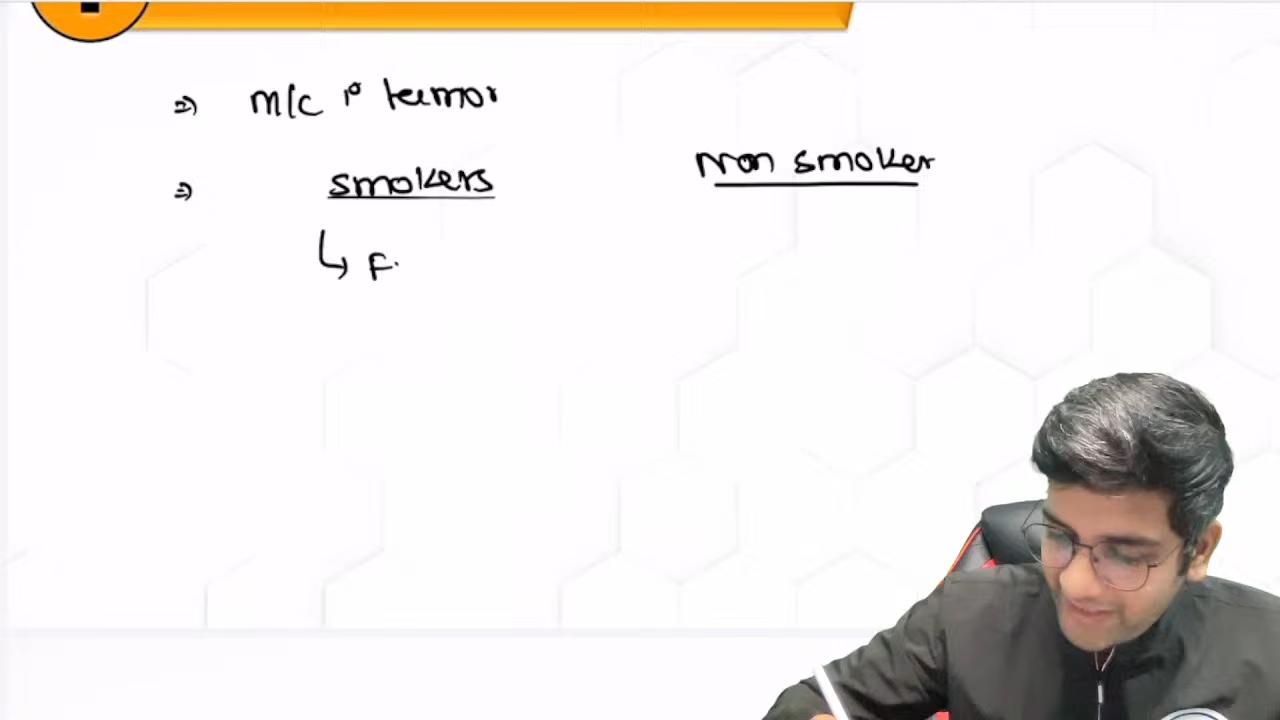 ⇒ M/C 1° tumor
Non smoker
⇒ smokers
↳ F.